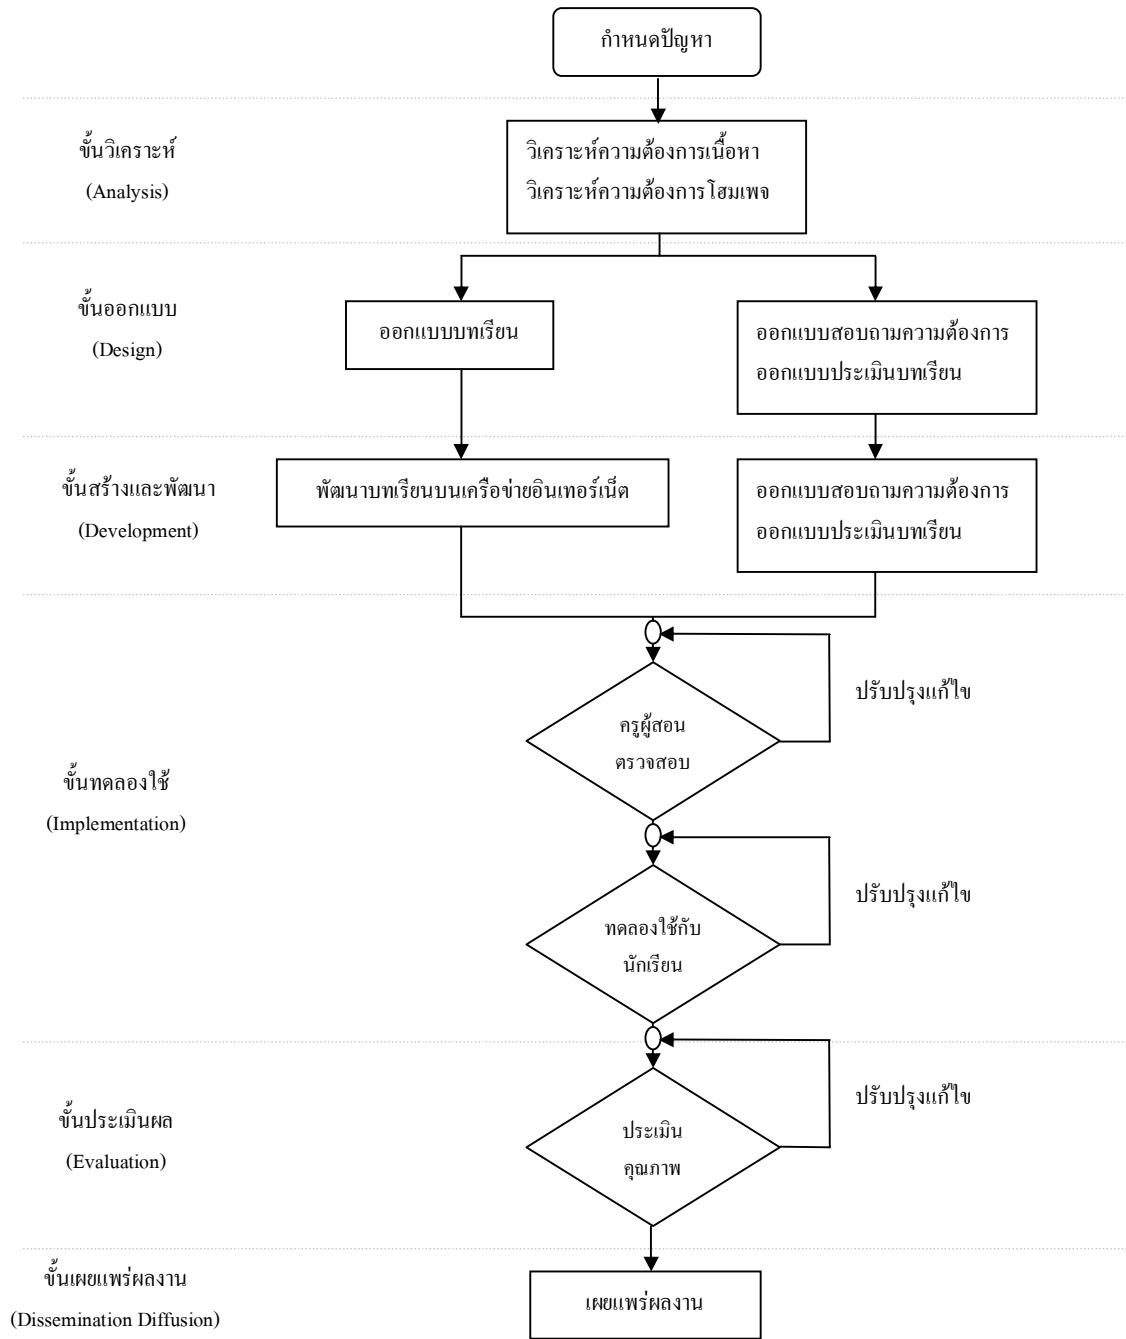 กำหนดปัญหา
ขั้นวิเคราะห์
(Analysis)
วิเคราะห์ความต้องการเนื้อหา
วิเคราะห์ความต้องการโฮมเพจ
ขั้นออกแบบ
(Design)
ออกแบบบทเรียน
ออกแบบสอบถามความต้องการ
ออกแบบประเมินบทเรียน
ขั้นสร้างและพัฒนา
(Development)
พัฒนาบทเรียนบนเครือข่ายอินเทอร์เน็ต
ออกแบบสอบถามความต้องการ
ออกแบบประเมินบทเรียน
ขั้นทดลองใช้
(Implementation)
ครูผู้สอน
ตรวจสอบ
ปรับปรุงแก้ไข
ทดลองใช้กับ
นักเรียน
ปรับปรุงแก้ไข
ขั้นประเมินผล
(Evaluation)
ประเมิน
คุณภาพ
ปรับปรุงแก้ไข
ขั้นเผยแพร่ผลงาน
(Dissemination Diffusion)
เผยแพร่ผลงาน